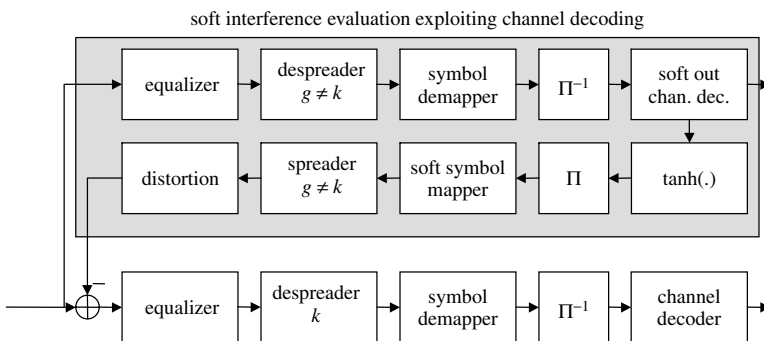 soft interference evaluation exploiting channel decoding
equalizer
despreader
g ≠ k
symbol
demapper
Π⁻¹
soft out
chan. dec.
distortion
spreader
g ≠ k
soft symbol
mapper
Π
tanh(.)
−
equalizer
despreader
k
symbol
demapper
Π⁻¹
channel
decoder